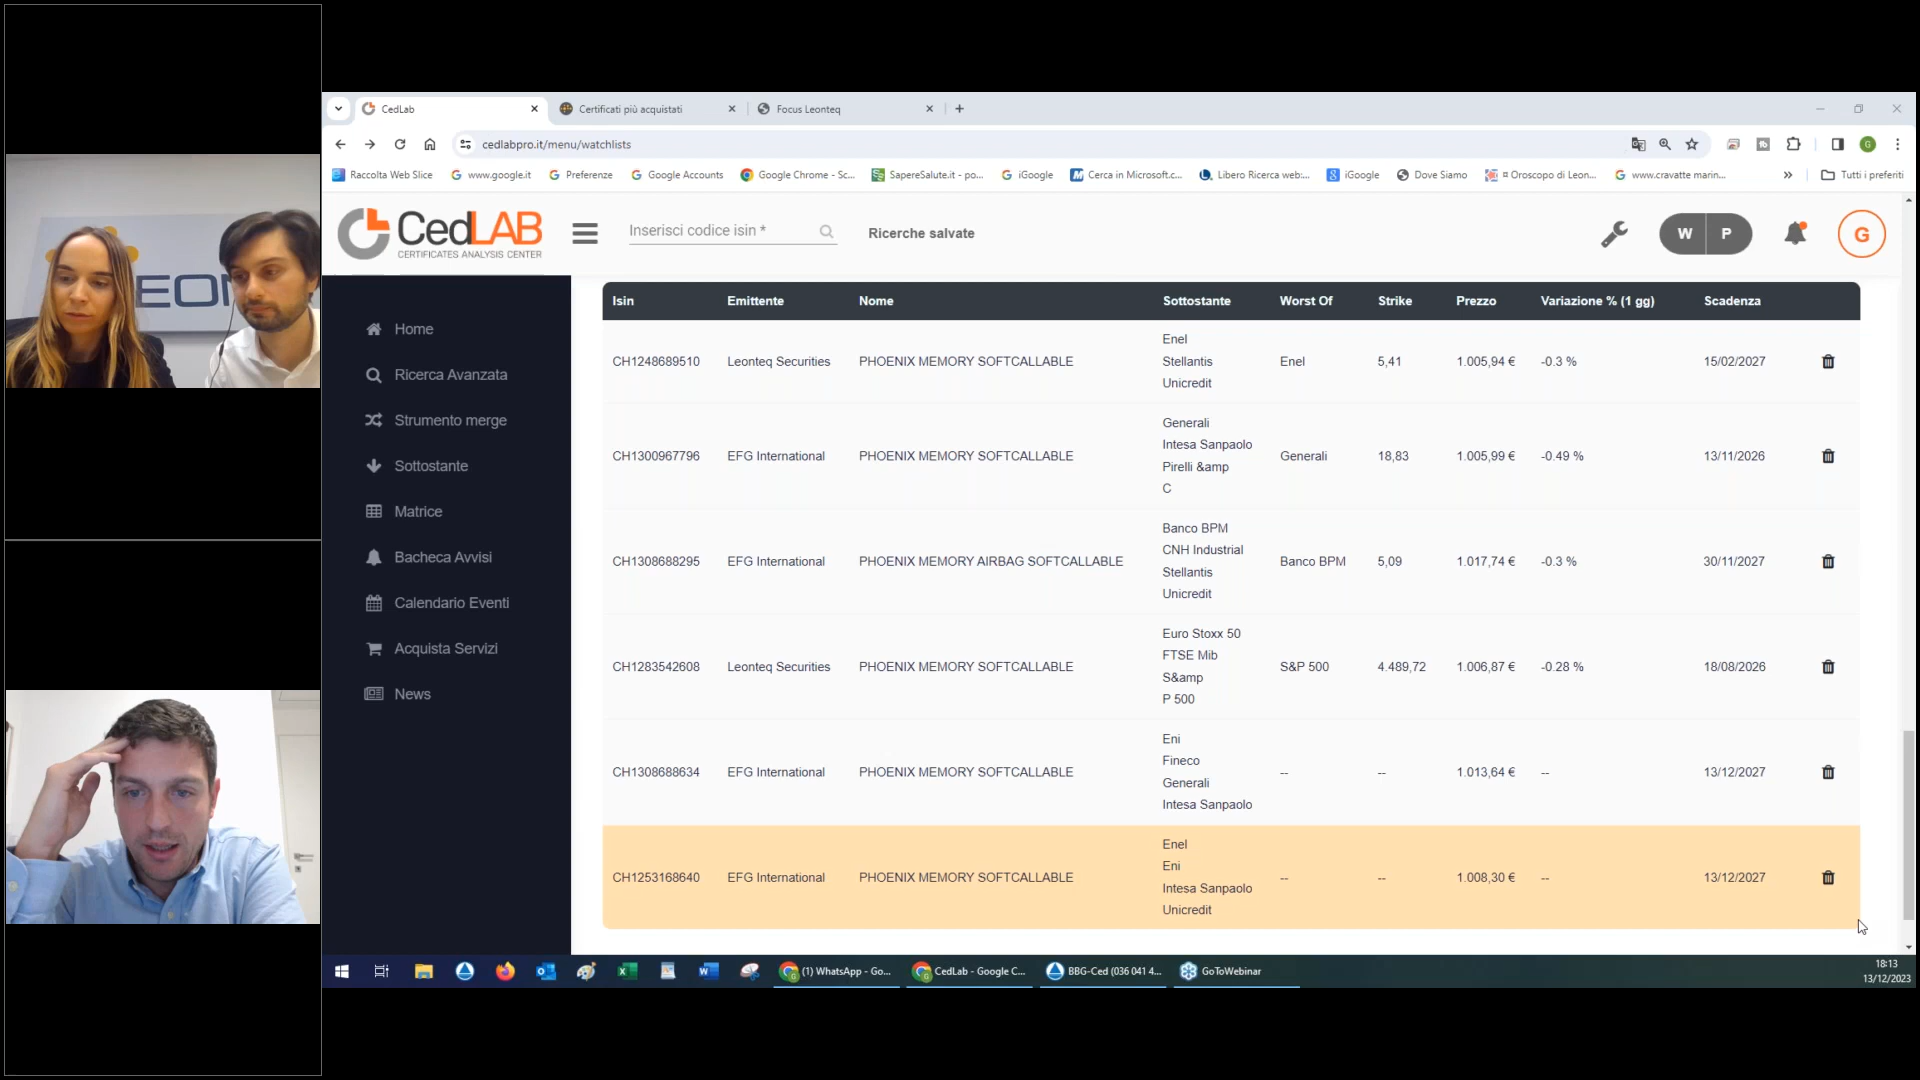 CedLab
Certificati più acquistati
Focus Leonteq
cedlabpro.it/menu/watchlists
Raccolta Web Slice
www.google.it
Preferenze
Google Accounts
Google Chrome - Sc...
SapereSalute.it - po...
iGoogle
Cerca in Microsoft.c...
Libero Ricerca web:...
iGoogle
Dove Siamo
¤ Oroscopo di Leon...
www.cravatte marin...
»
Tutti i preferiti
CedLAB
CERTIFICATES ANALYSIS CENTER
Inserisci codice isin *
Ricerche salvate
W P
G
Home
Ricerca Avanzata
Strumento merge
Sottostante
Matrice
Bacheca Avvisi
Calendario Eventi
Acquista Servizi
News
Isin Emittente Nome Sottostante Worst Of Strike Prezzo Variazione % (1 gg) Scadenza
Enel
CH1248689510 Leonteq Securities PHOENIX MEMORY SOFTCALLABLE Stellantis Enel 5,41 1.005,94 € -0.3 % 15/02/2027
Unicredit
Generali
Intesa Sanpaolo
CH1300967796 EFG International PHOENIX MEMORY SOFTCALLABLE Generali 18,83 1.005,99 € -0.49 % 13/11/2026
Pirelli &amp
C
Banco BPM
CNH Industrial
CH1308688295 EFG International PHOENIX MEMORY AIRBAG SOFTCALLABLE Banco BPM 5,09 1.017,74 € -0.3 % 30/11/2027
Stellantis
Unicredit
Euro Stoxx 50
FTSE Mib
CH1283542608 Leonteq Securities PHOENIX MEMORY SOFTCALLABLE S&P 500 4.489,72 1.006,87 € -0.28 % 18/08/2026
S&amp
P 500
Eni
Fineco
CH1308688634 EFG International PHOENIX MEMORY SOFTCALLABLE -- -- 1.013,64 € -- 13/12/2027
Generali
Intesa Sanpaolo
Enel
Eni
CH1253168640 EFG International PHOENIX MEMORY SOFTCALLABLE -- -- 1.008,30 € -- 13/12/2027
Intesa Sanpaolo
Unicredit
(1) WhatsApp - Go...
CedLab - Google C...
BBG-Ced (036 041 4...
GoToWebinar
18:13
13/12/2023